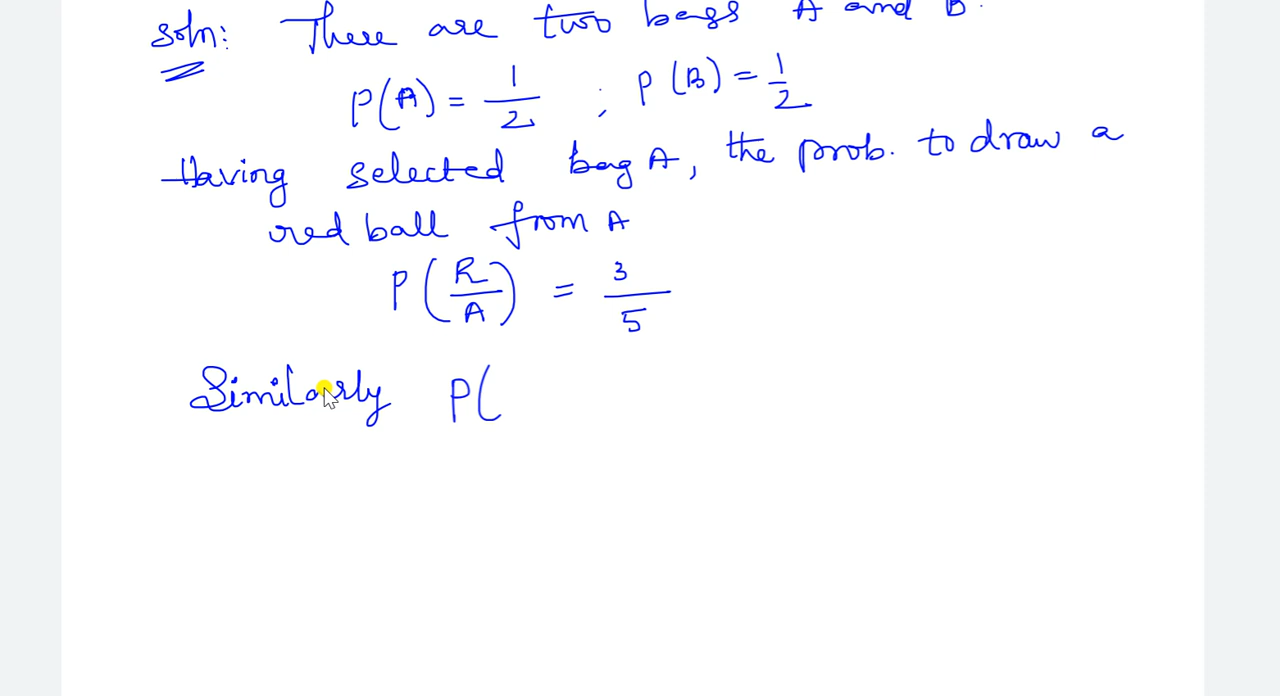 Soln: There are two bags A and B.
P(A) = 1/2 ; P(B) = 1/2
Having selected bag A, the prob. to draw a
red ball from A
P(R/A) = 3/5
Similarly P(